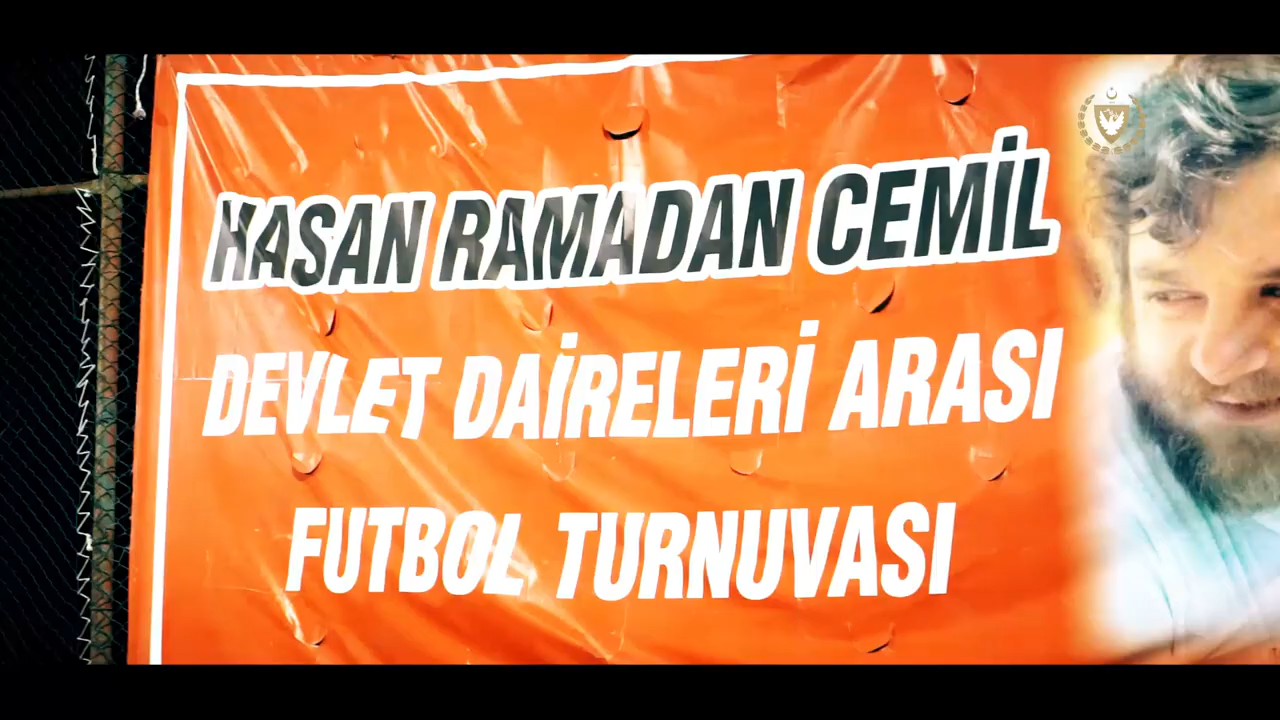 HASAN RAMADAN CEMİL
DEVLET DAİRELERİ ARASI
FUTBOL TURNUVASI